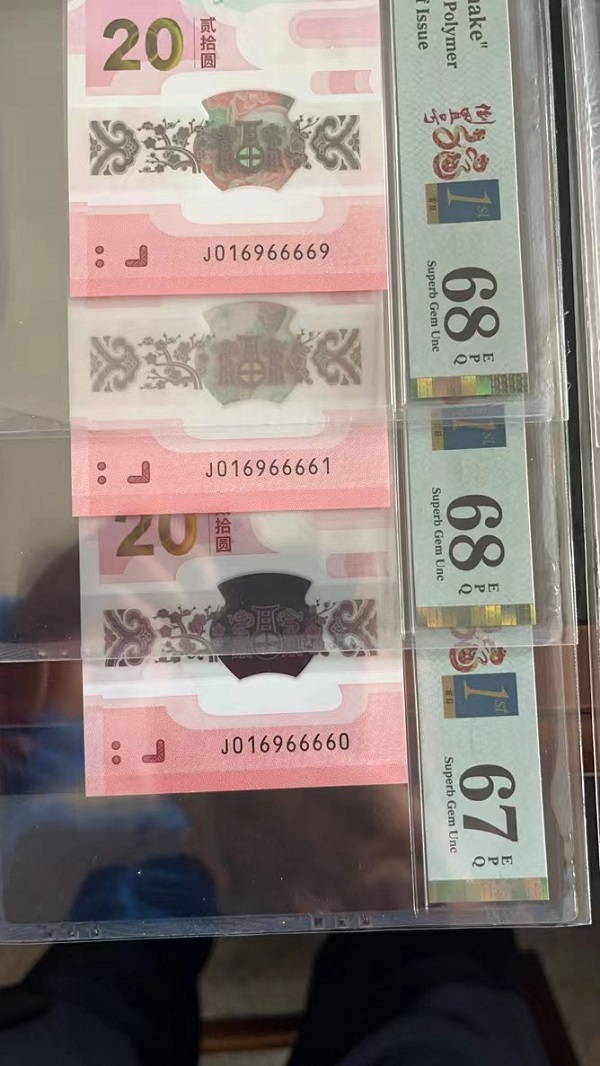 20
贰
拾
圆
J016966669
ake"
Polymer
Issue
1st
68
EPQ
Superb Gem Unc
J016966661
1st
68
EPQ
Superb Gem Unc
20
拾
圆
J016966660
1st
67
EPQ
Superb Gem Unc